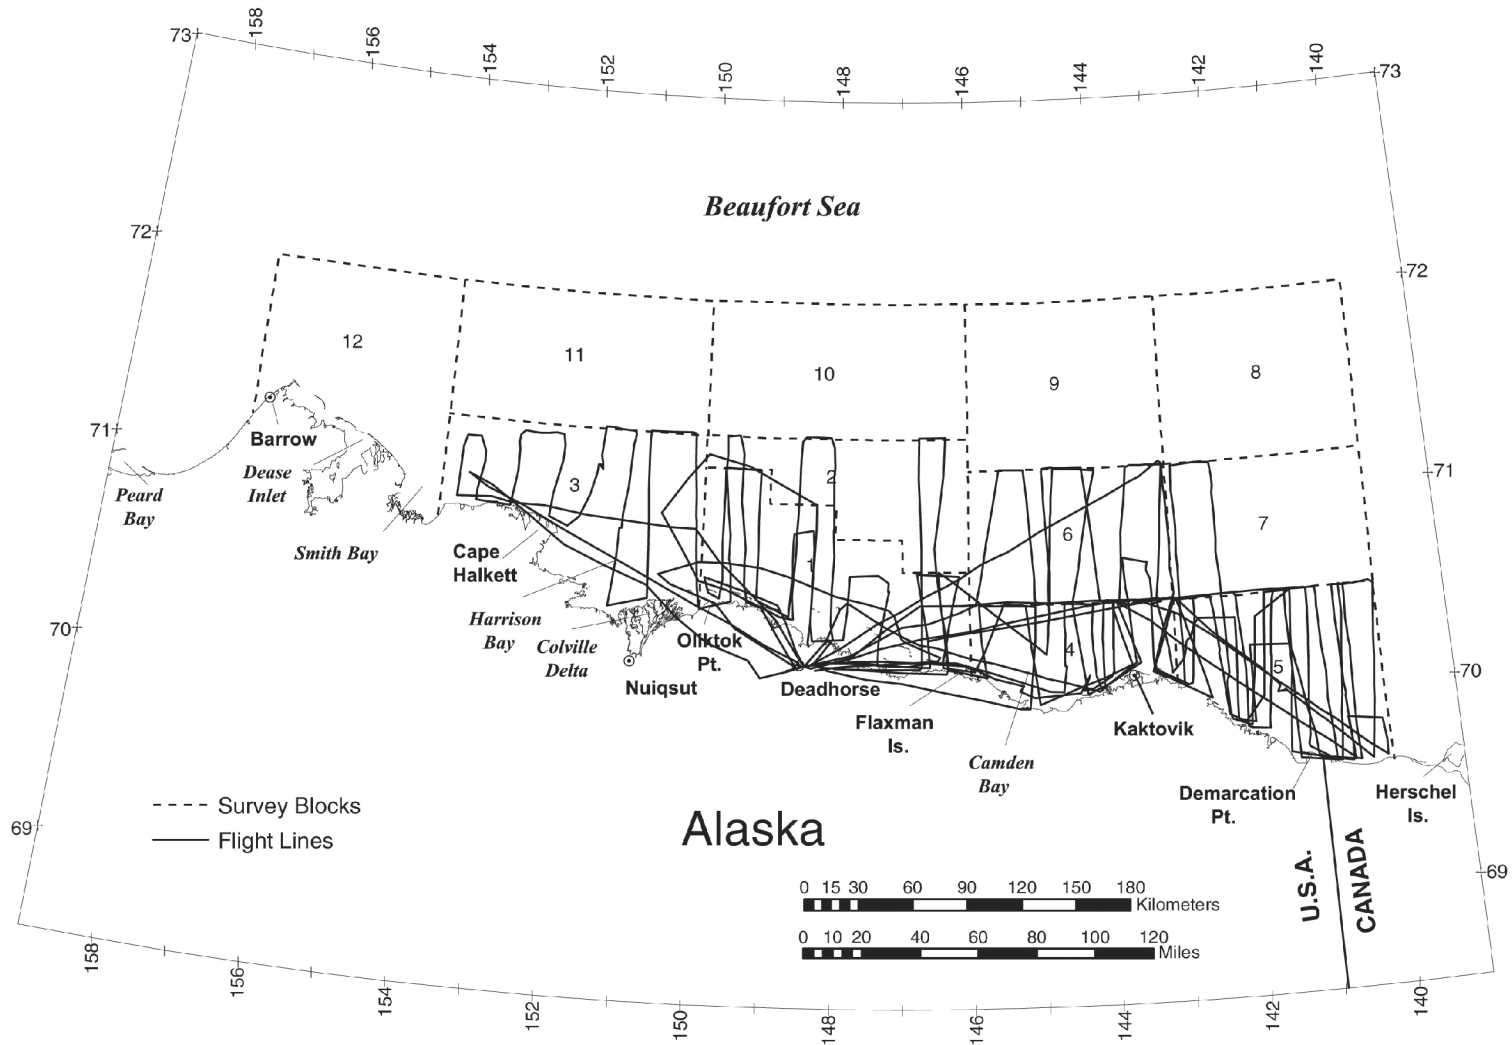 158
156
154
152
150
148
146
144
142
140
73
73
Beaufort Sea
72
72
12
11
10
9
8
71
71
Barrow
Dease
Inlet
Peard
Bay
Smith Bay
3
2
1
6
7
Cape
Halkett
Harrison
Bay
Colville
Delta
70
70
Oliktok
Pt.
4
5
Nuiqsut
Deadhorse
Flaxman
Is.
Kaktovik
Camden
Bay
Demarcation
Pt.
Herschel
Is.
Survey Blocks
Flight Lines
Alaska
69
69
U.S.A.
CANADA
0 15 30 60 90 120 150 180
Kilometers
0 10 20 40 60 80 100 120
Miles
158
156
154
152
150
148
146
144
142
140